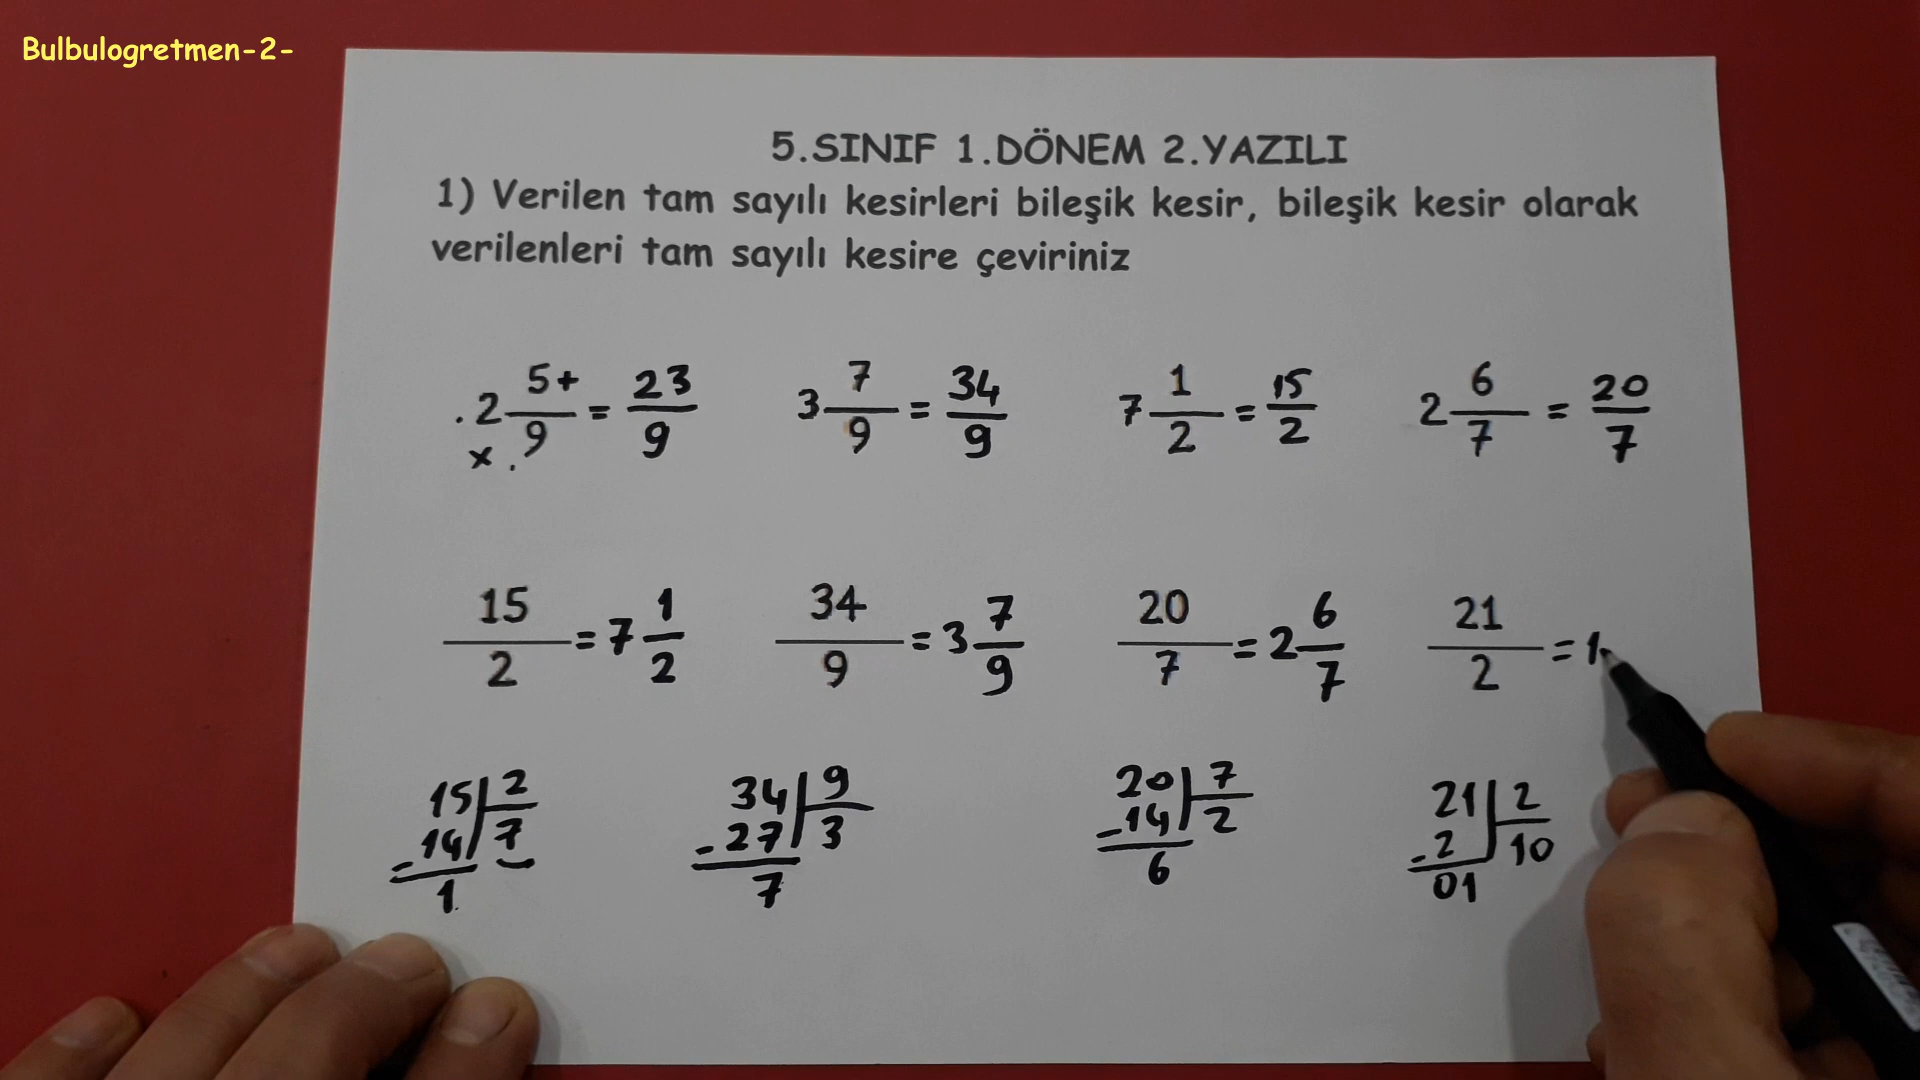 Bulbulogretmen-2-
5.SINIF 1.DÖNEM 2.YAZILI
1) Verilen tam sayılı kesirleri bileşik kesir, bileşik kesir olarak
verilenleri tam sayılı kesire çeviriniz
. 2 5+/9 x . = 23/9
3 7/9 = 34/9
7 1/2 = 15/2
2 6/7 = 20/7
15/2 = 7 1/2
34/9 = 3 7/9
20/7 = 2 6/7
21/2 = 1
15 | 2
-14 | 7
1
34 | 9
-27 | 3
7
20 | 7
-14 | 2
6
21 | 2
-2 | 10
01